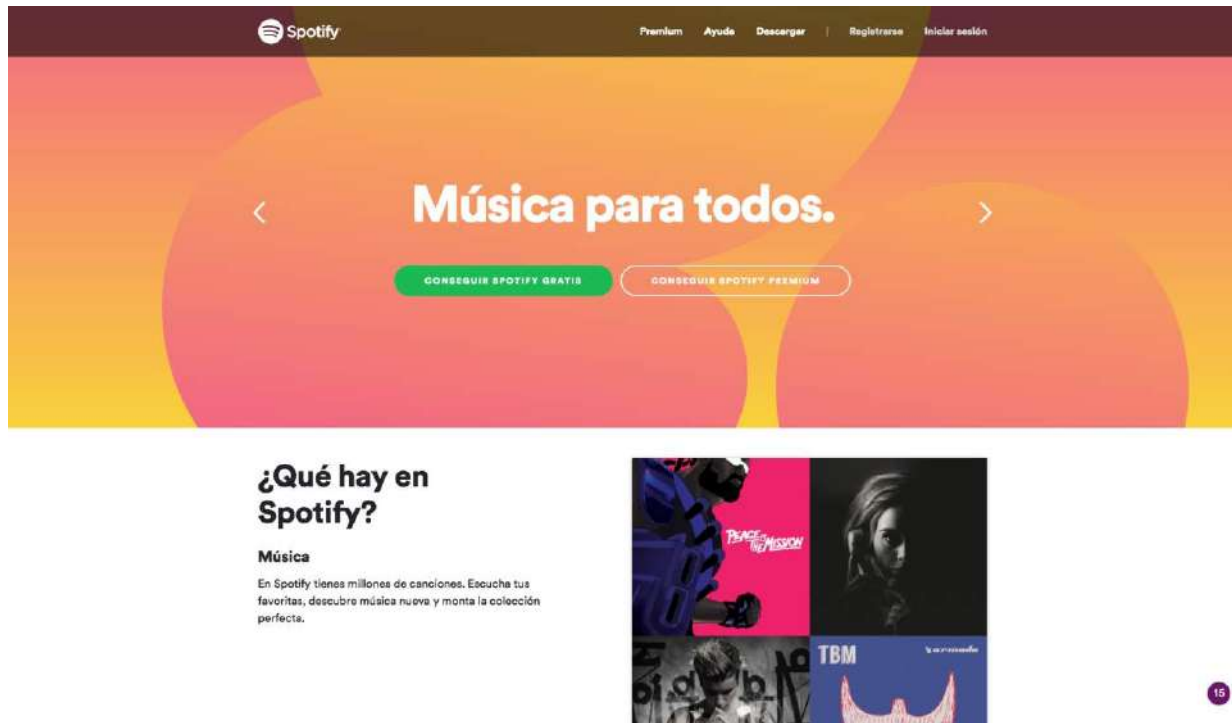 Spotify
Premium Ayuda Descargar | Registrarse Iniciar sesión
Música para todos.
CONSEGUIR SPOTIFY GRATIS CONSEGUIR SPOTIFY PREMIUM
¿Qué hay en
Spotify?
Música
En Spotify tienes millones de canciones. Escucha tus
favoritas, descubre música nueva y monta la colección
perfecta.
PEACE IS
THE MISSION
TBM
15